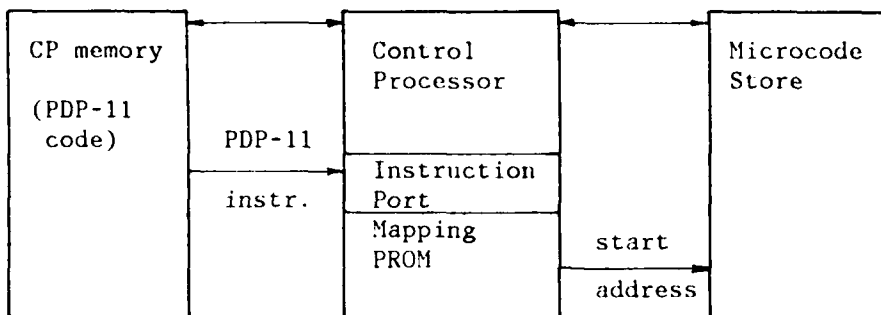 CP memory
(PDP-11
code)
PDP-11
instr.
Control
Processor
Instruction
Port
Mapping
PROM
start
address
Microcode
Store